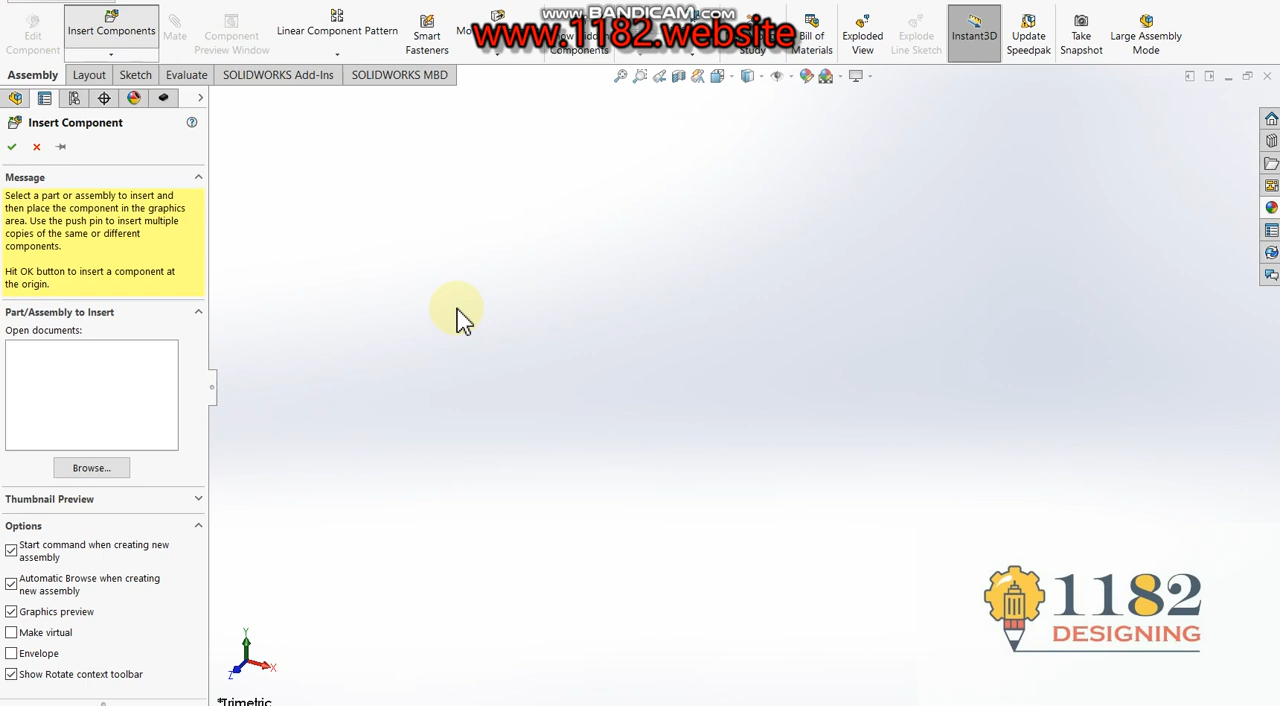 www.BANDICAM.com
www.1182.website
Edit
Component
Insert Components
Mate
Component
Preview Window
Linear Component Pattern
Smart
Fasteners
Components
Study
Bill of
Materials
Exploded
View
Explode
Line Sketch
Instant3D
Update
Speedpak
Take
Snapshot
Large Assembly
Mode
Assembly
Layout
Sketch
Evaluate
SOLIDWORKS Add-Ins
SOLIDWORKS MBD
Insert Component
Message
Select a part or assembly to insert and
then place the component in the graphics
area. Use the push pin to insert multiple
copies of the same or different
components.
Hit OK button to insert a component at
the origin.
Part/Assembly to Insert
Open documents:
Browse...
Thumbnail Preview
Options
Start command when creating new
assembly
Automatic Browse when creating
new assembly
Graphics preview
Make virtual
Envelope
Show Rotate context toolbar
Y
X
Z
*Trimetric
1182
DESIGNING